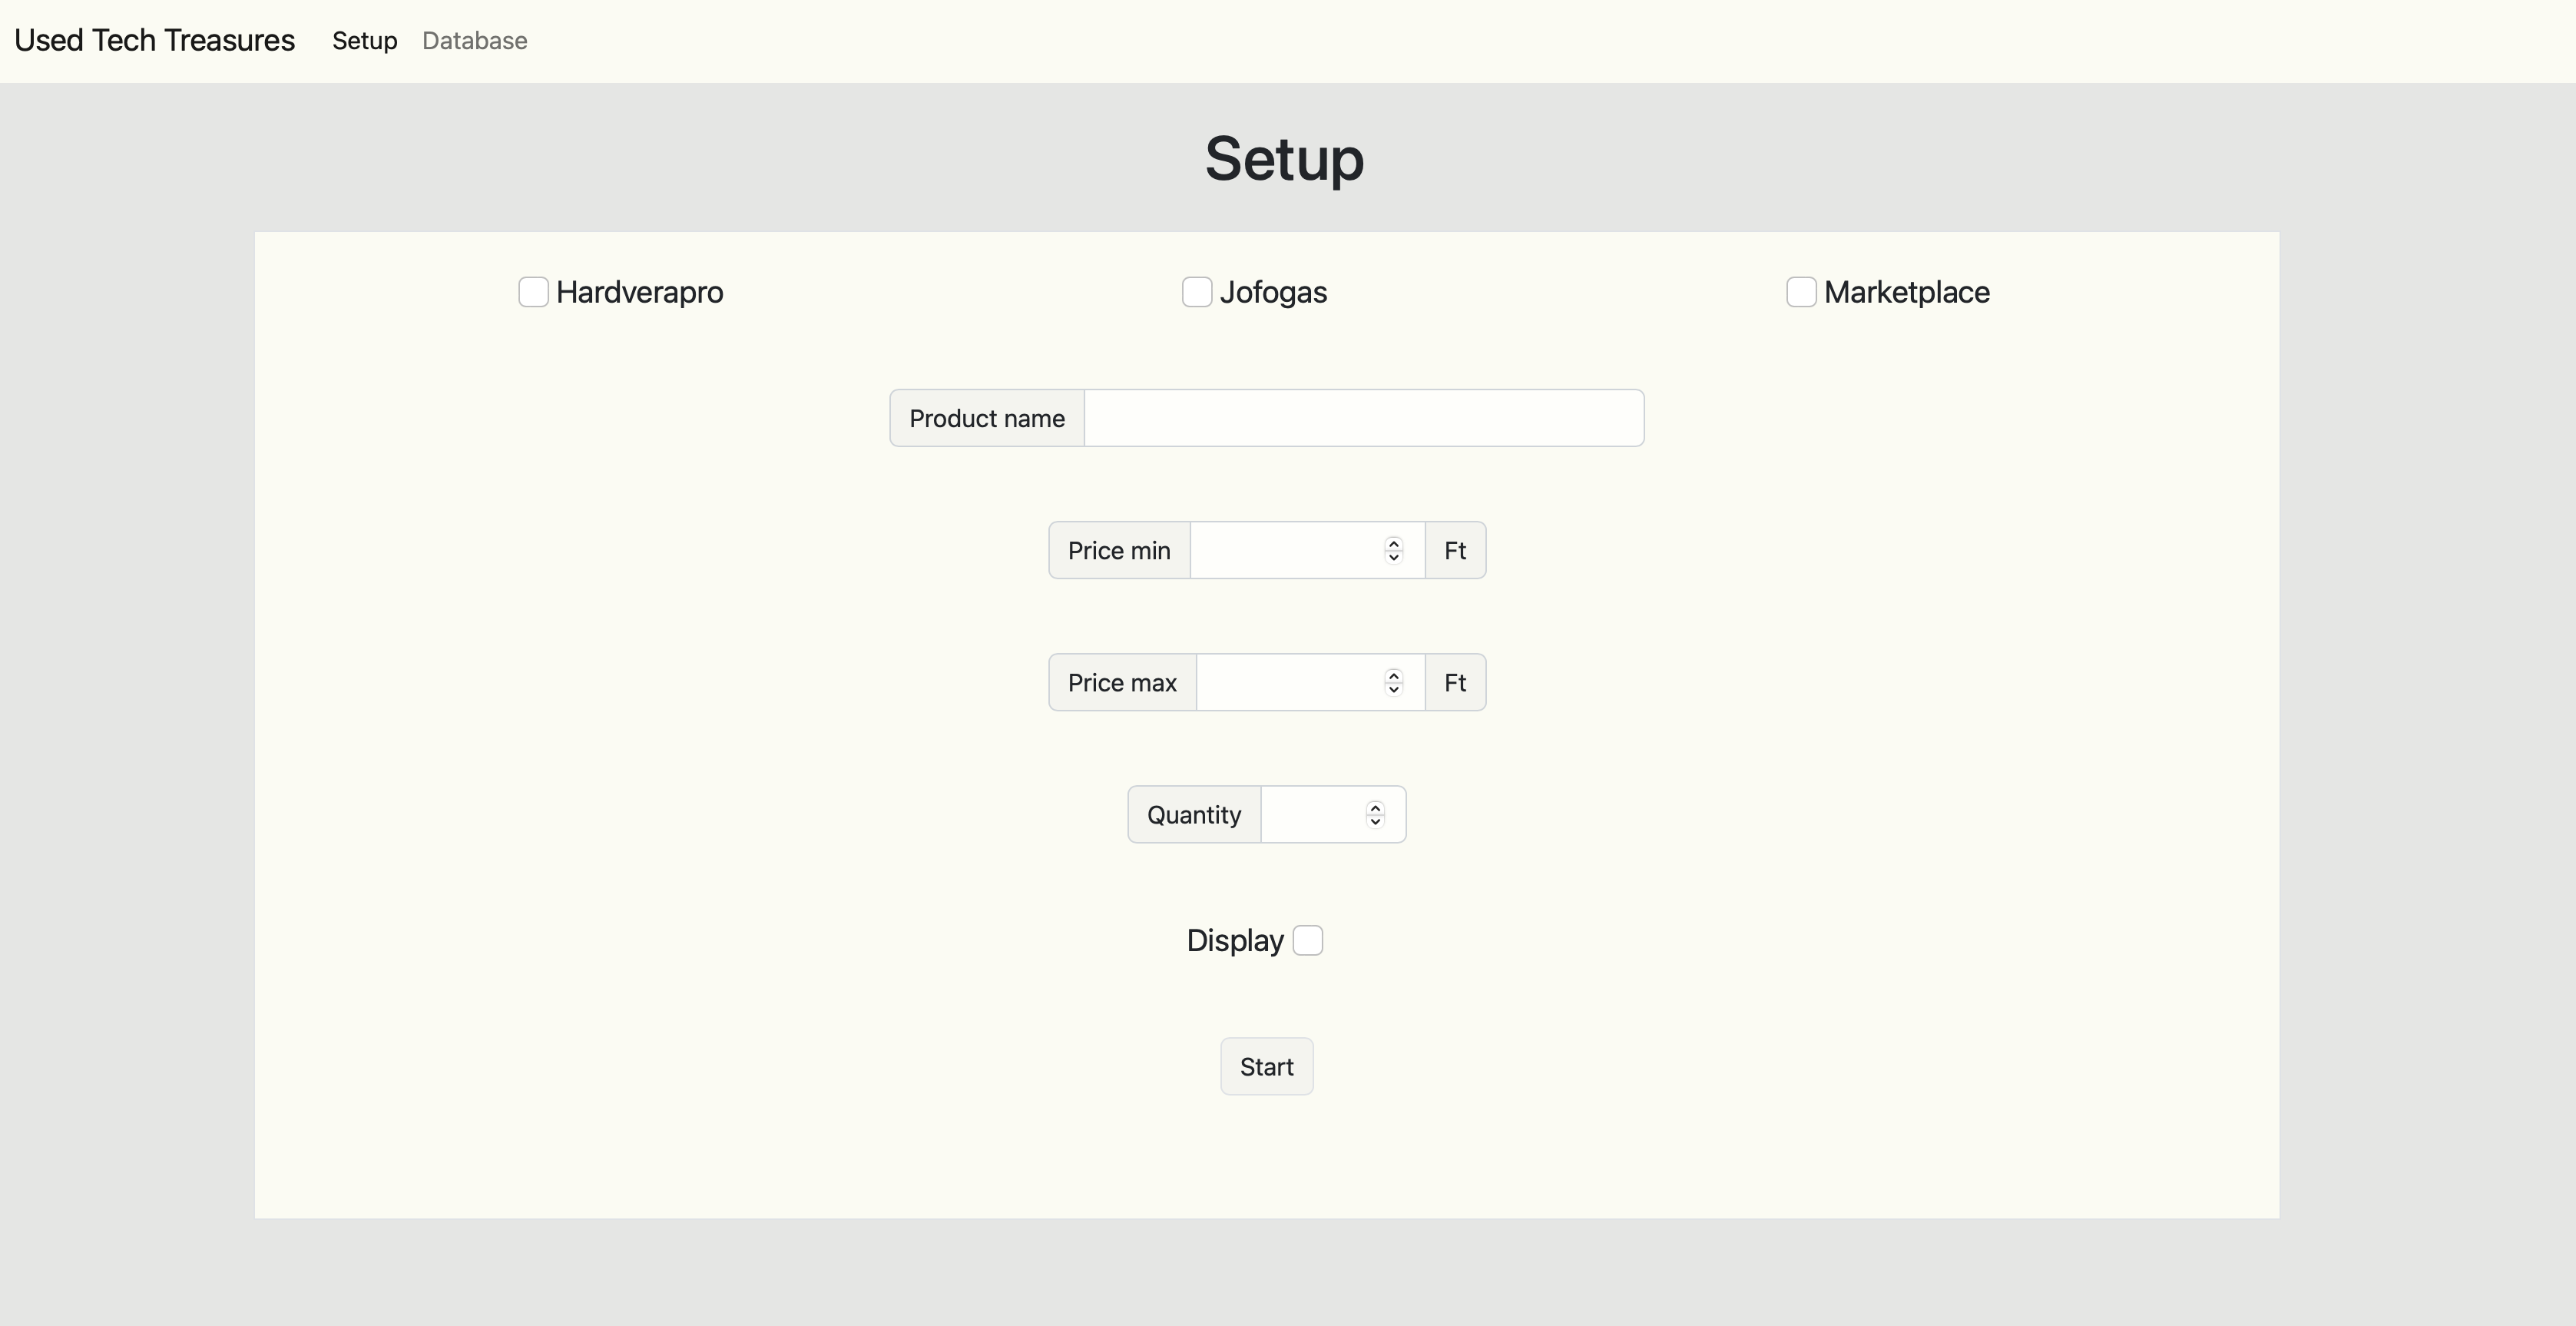 Used Tech Treasures Setup Database
Setup
Hardverapro Jofogas Marketplace
Product name
Price min Ft
Price max Ft
Quantity
Display
Start